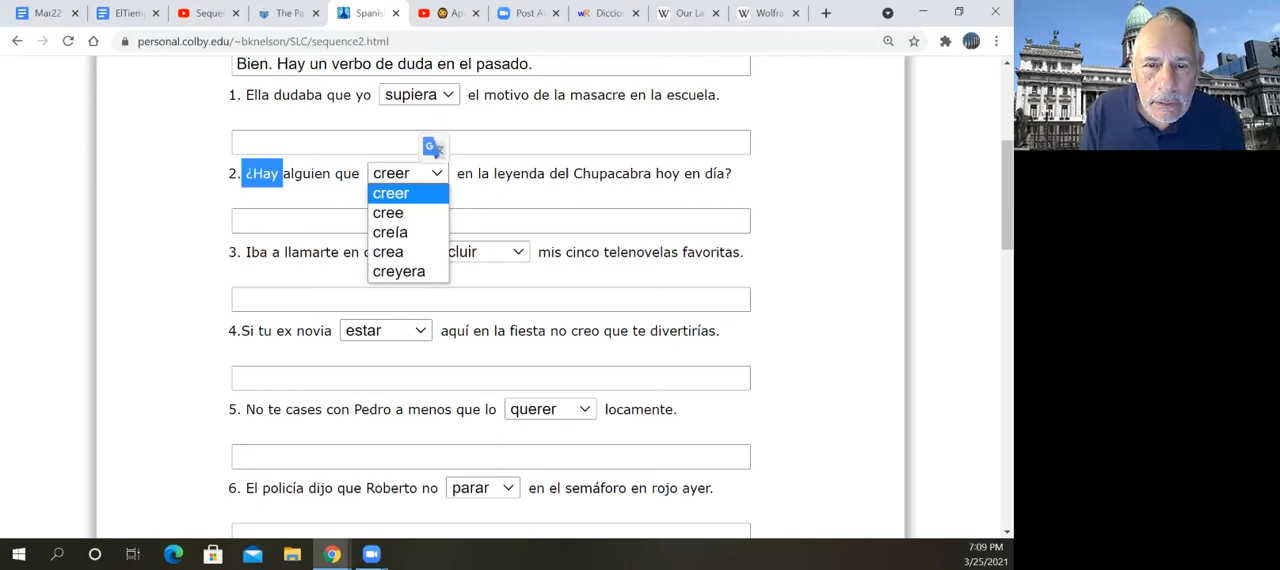 Mar22
ElTiemp
Sequen
The Pa
Spanis
Ap
Post A
Diccio
Our La
Wolfra
personal.colby.edu/~bknelson/SLC/sequence2.html
Bien. Hay un verbo de duda en el pasado.
1. Ella dudaba que yo supiera el motivo de la masacre en la escuela.
2. ¿Hay alguien que creer en la leyenda del Chupacabra hoy en día?
creer
cree
creía
crea
creyera
3. Iba a llamarte en c cluir mis cinco telenovelas favoritas.
4.Si tu ex novia estar aquí en la fiesta no creo que te divertirías.
5. No te cases con Pedro a menos que lo querer locamente.
6. El policía dijo que Roberto no parar en el semáforo en rojo ayer.
7:09 PM
3/25/2021